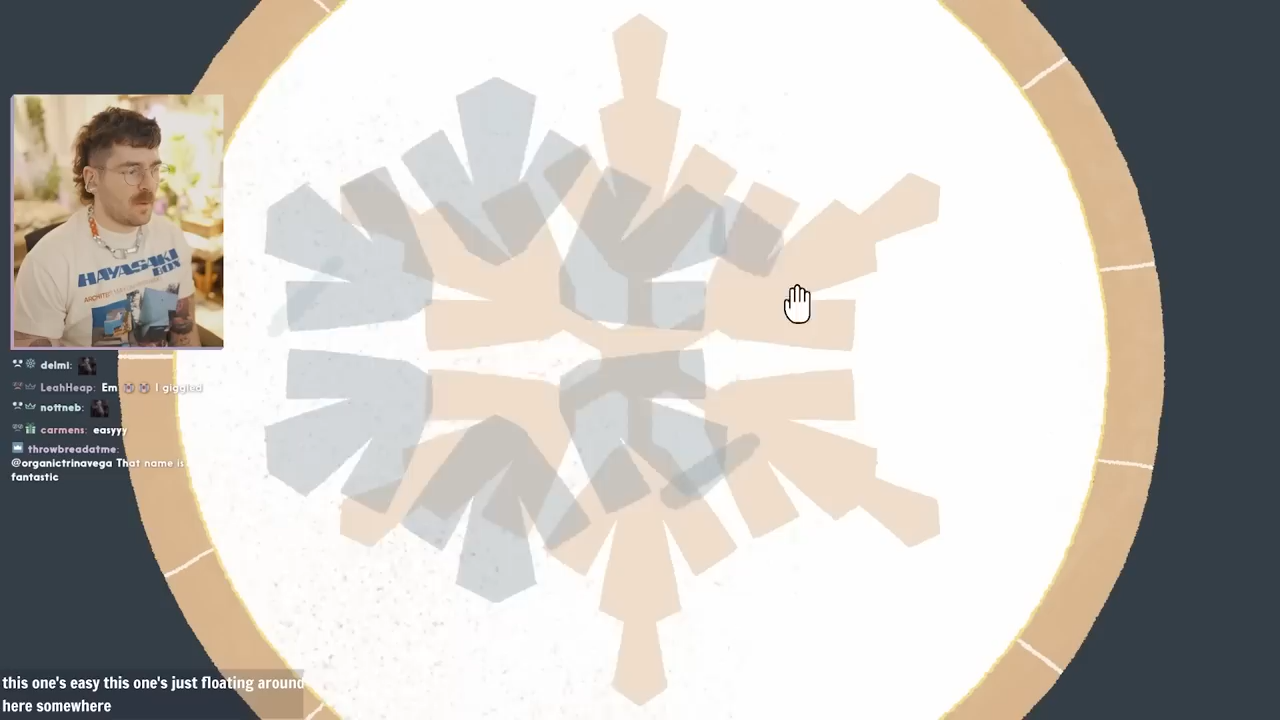 HAYASAKI
BOX
delmi:
LeahHeap: Em I giggled
nottneb:
carmens: easyyy
throwbreadatme:
@organictrinavega That name is
fantastic
this one's easy this one's just floating around
here somewhere